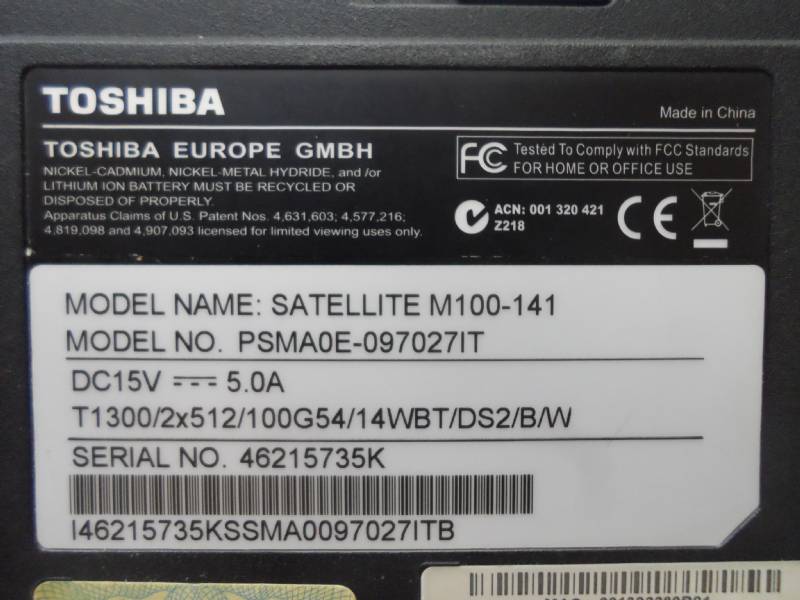 TOSHIBA
Made in China
TOSHIBA EUROPE GMBH
NICKEL-CADMIUM, NICKEL-METAL HYDRIDE, and/or
LITHIUM ION BATTERY MUST BE RECYCLED OR
DISPOSED OF PROPERLY.
Apparatus Claims of U.S. Patent Nos. 4,631,603; 4,577,216;
4,819,098 and 4,907,093 licensed for limited viewing uses only.
FC Tested To Comply with FCC Standards
FOR HOME OR OFFICE USE
ACN: 001 320 421
Z218
CE
MODEL NAME: SATELLITE M100-141
MODEL NO. PSMA0E-097027IT
DC15V 5.0A
T1300/2x512/100G54/14WBT/DS2/B/W
SERIAL NO. 46215735K
I46215735KSSMA0097027ITB